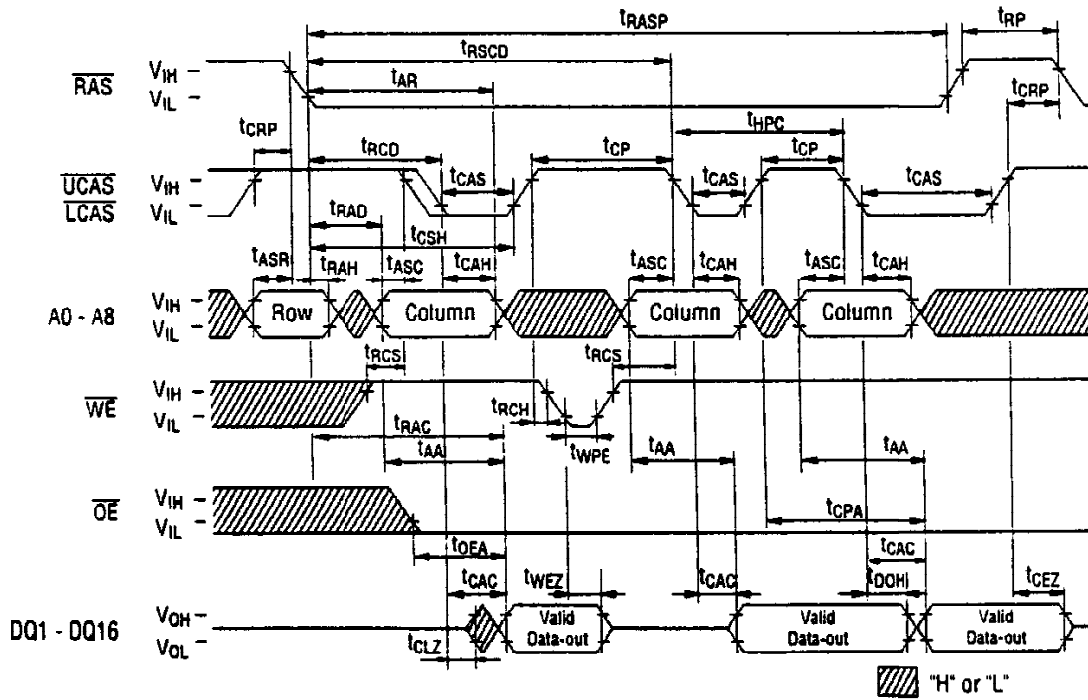 tRASP
tRP
tRSCD
RAS
VIH
VIL
tAR
tCRP
tCRP
tHPC
tRCD
tCP
tCP
UCAS
LCAS
VIH
VIL
tCAS
tCAS
tCAS
tRAD
tCSH
tASR
tRAH
tASC
tCAH
tASC
tCAH
tASC
tCAH
A0 - A8
VIH
VIL
Row
Column
Column
Column
tRCS
tRCS
WE
VIH
VIL
tRCH
tRAC
tWPE
tAA
tAA
tAA
OE
VIH
VIL
tCPA
tOEA
tCAC
tCAC
tWEZ
tCAC
tDOH
tCEZ
DQ1 - DQ16
VOH
VOL
Valid
Data-out
Valid
Data-out
Valid
Data-out
tCLZ
"H" or "L"